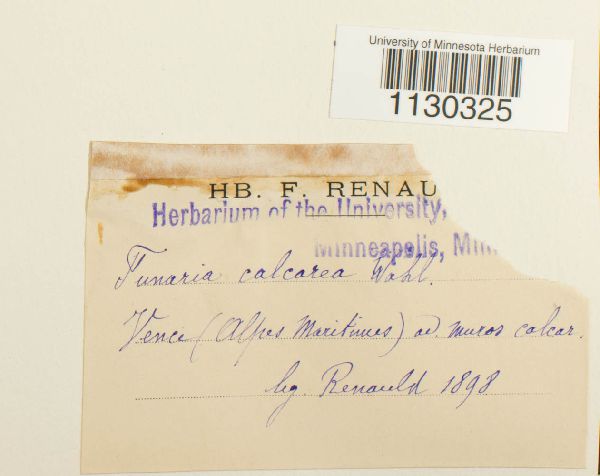 University of Minnesota Herbarium
1130325
HB. F. RENAU
Herbarium of the University,
Minneapolis, Min
Funaria calcarea Wahl.
Vence (Alpes Maritimes) ad. muros calcar.
leg. Renauld 1898